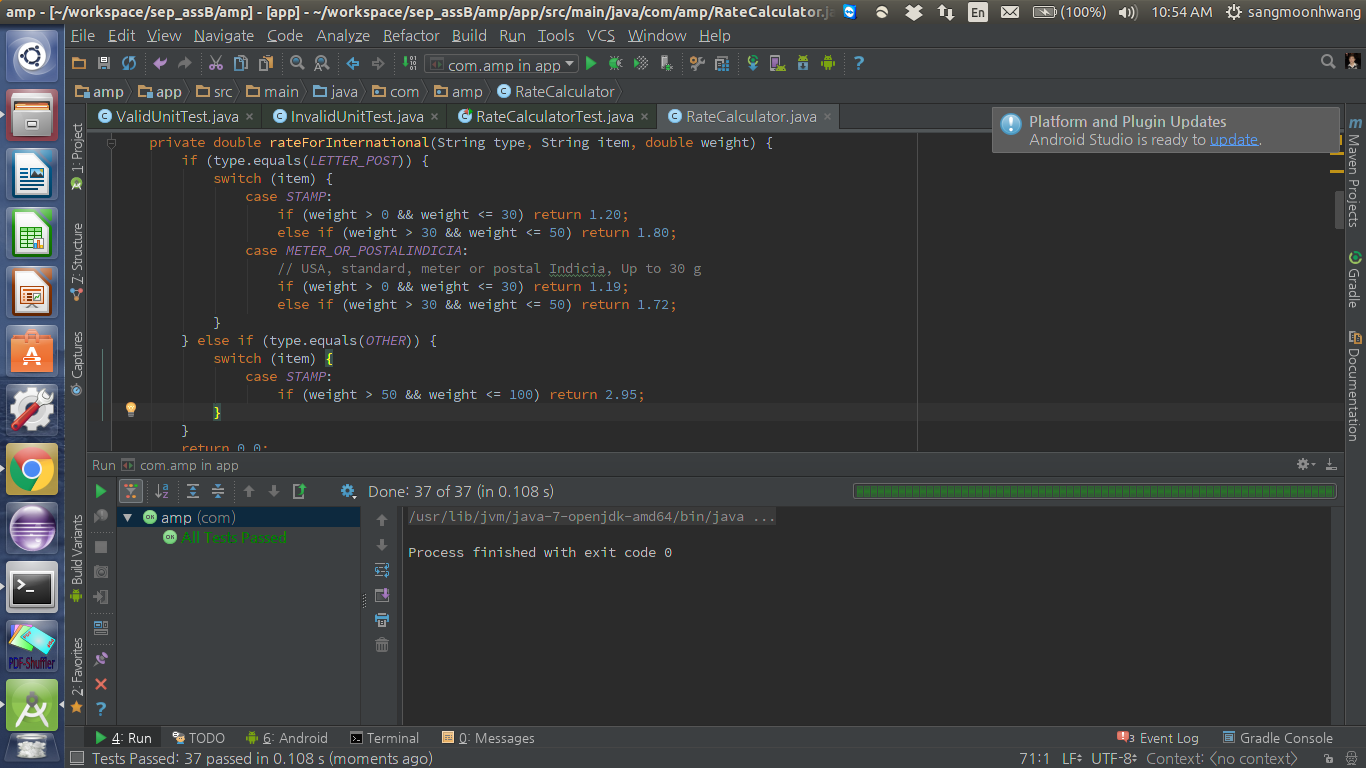 amp - [~/workspace/sep_assB/amp] - [app] - ~/workspace/sep_assB/amp/app/src/main/java/com/amp/RateCalculator.j
En (100%) 10:54 AM sangmoonhwang
File Edit View Navigate Code Analyze Refactor Build Run Tools VCS Window Help
com.amp in app
amp app src main java com amp RateCalculator
ValidUnitTest.java InvalidUnitTest.java RateCalculatorTest.java RateCalculator.java
Platform and Plugin Updates
Android Studio is ready to update.
1: Project
7: Structure
Captures
Build Variants
2: Favorites
private double rateForInternational(String type, String item, double weight) {
if (type.equals(LETTER_POST)) {
switch (item) {
case STAMP:
if (weight > 0 && weight <= 30) return 1.20;
else if (weight > 30 && weight <= 50) return 1.80;
case METER_OR_POSTALINDICIA:
// USA, standard, meter or postal Indicia, Up to 30 g
if (weight > 0 && weight <= 30) return 1.19;
else if (weight > 30 && weight <= 50) return 1.72;
}
} else if (type.equals(OTHER)) {
switch (item) {
case STAMP:
if (weight > 50 && weight <= 100) return 2.95;
}
}
return 0.0;
Maven Projects
Gradle
Documentation
Run com.amp in app
Done: 37 of 37 (in 0.108 s)
amp (com)
All Tests Passed
/usr/lib/jvm/java-7-openjdk-amd64/bin/java ...
Process finished with exit code 0
PDF-Shuffler
4: Run TODO 6: Android Terminal 0: Messages 3 Event Log Gradle Console
Tests Passed: 37 passed in 0.108 s (moments ago) 71:1 LF UTF-8 Context: <no context>